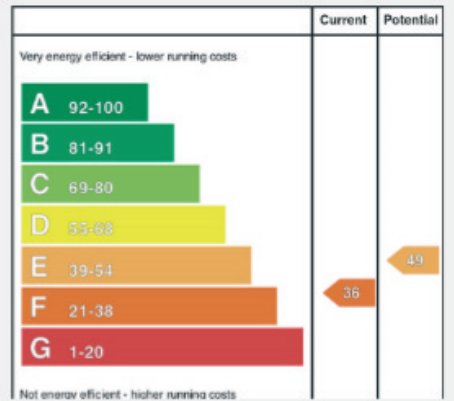 Current Potential
Very energy efficient - lower running costs
A 92-100
B 81-91
C 69-80
D 55-68
E 39-54
49
F 21-38
36
G 1-20
Not energy efficient - higher running costs